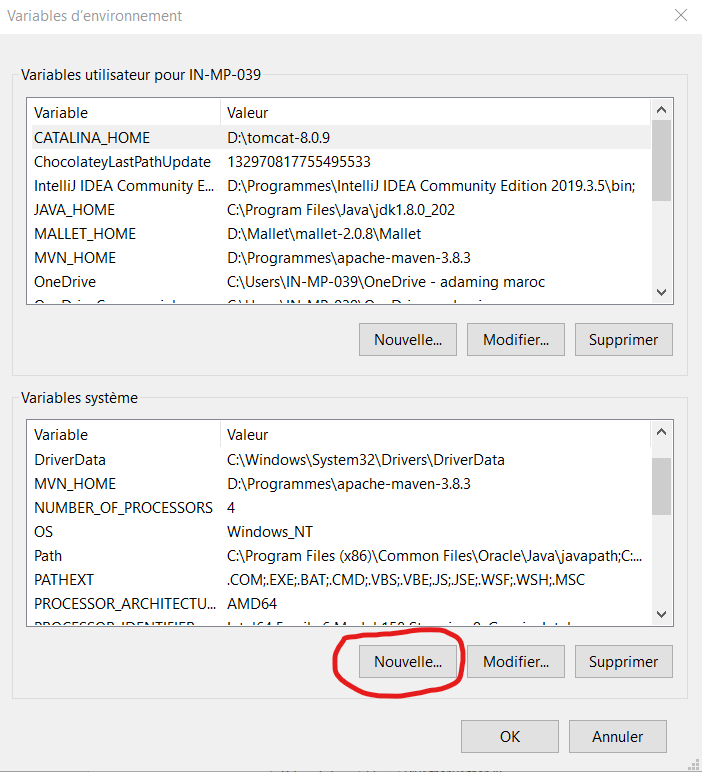 Variables d'environnement
Variables utilisateur pour IN-MP-039
Variable Valeur
CATALINA_HOME D:\tomcat-8.0.9
ChocolateyLastPathUpdate 132970817755495533
IntelliJ IDEA Community E... D:\Programmes\IntelliJ IDEA Community Edition 2019.3.5\bin;
JAVA_HOME C:\Program Files\Java\jdk1.8.0_202
MALLET_HOME D:\Mallet\mallet-2.0.8\Mallet
MVN_HOME D:\Programmes\apache-maven-3.8.3
OneDrive C:\Users\IN-MP-039\OneDrive - adaming maroc
Nouvelle... Modifier... Supprimer
Variables système
Variable Valeur
DriverData C:\Windows\System32\Drivers\DriverData
MVN_HOME D:\Programmes\apache-maven-3.8.3
NUMBER_OF_PROCESSORS 4
OS Windows_NT
Path C:\Program Files (x86)\Common Files\Oracle\Java\javapath;C:...
PATHEXT .COM;.EXE;.BAT;.CMD;.VBS;.VBE;.JS;.JSE;.WSF;.WSH;.MSC
PROCESSOR_ARCHITECTU... AMD64
Nouvelle... Modifier... Supprimer
OK Annuler